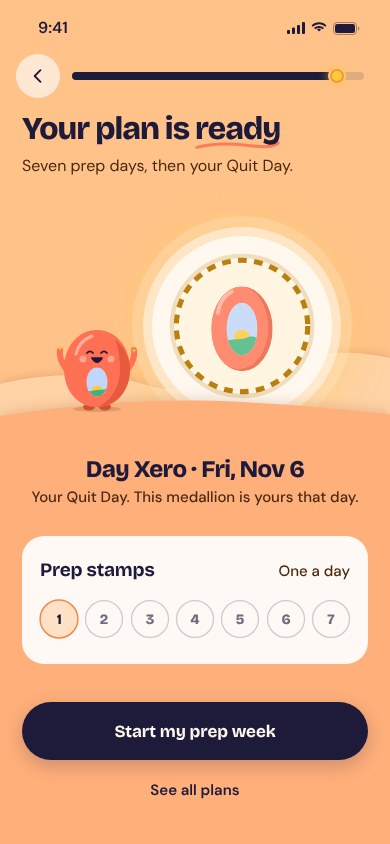 9:41
Your plan is ready
Seven prep days, then your Quit Day.
Day Xero · Fri, Nov 6
Your Quit Day. This medallion is yours that day.
Prep stamps
One a day
1 2 3 4 5 6 7
Start my prep week
See all plans